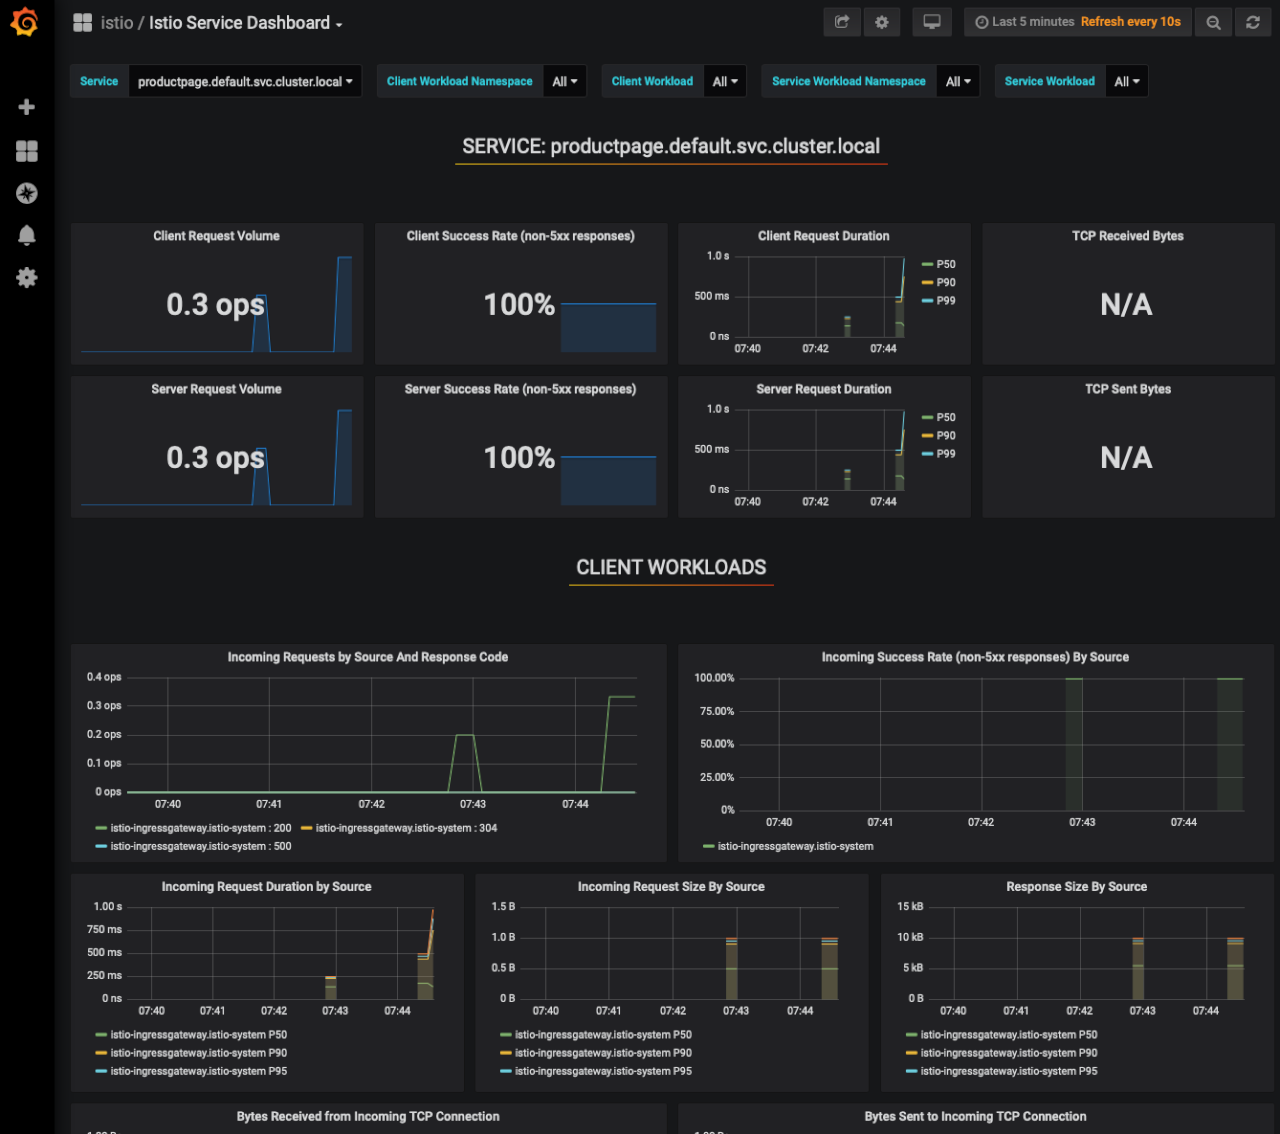 istio / Istio Service Dashboard
Last 5 minutes Refresh every 10s
Service productpage.default.svc.cluster.local Client Workload Namespace All Client Workload All Service Workload Namespace All Service Workload All
SERVICE: productpage.default.svc.cluster.local
Client Request Volume
0.3 ops
Client Success Rate (non-5xx responses)
100%
Client Request Duration
1.0 s
500 ms
0 ns
07:40 07:42 07:44
P50
P90
P99
TCP Received Bytes
N/A
Server Request Volume
0.3 ops
Server Success Rate (non-5xx responses)
100%
Server Request Duration
1.0 s
500 ms
0 ns
07:40 07:42 07:44
P50
P90
P99
TCP Sent Bytes
N/A
CLIENT WORKLOADS
Incoming Requests by Source And Response Code
0.4 ops
0.3 ops
0.2 ops
0.1 ops
0 ops
07:40 07:41 07:42 07:43 07:44
istio-ingressgateway.istio-system : 200 istio-ingressgateway.istio-system : 304
istio-ingressgateway.istio-system : 500
Incoming Success Rate (non-5xx responses) By Source
100.00%
75.00%
50.00%
25.00%
0%
07:40 07:41 07:42 07:43 07:44
istio-ingressgateway.istio-system
Incoming Request Duration by Source
1.00 s
750 ms
500 ms
250 ms
0 ns
07:40 07:41 07:42 07:43 07:44
istio-ingressgateway.istio-system P50
istio-ingressgateway.istio-system P90
istio-ingressgateway.istio-system P95
Incoming Request Size By Source
1.5 B
1.0 B
0.5 B
0 B
07:40 07:41 07:42 07:43 07:44
istio-ingressgateway.istio-system P50
istio-ingressgateway.istio-system P90
istio-ingressgateway.istio-system P95
Response Size By Source
15 kB
10 kB
5 kB
0 B
07:40 07:41 07:42 07:43 07:44
istio-ingressgateway.istio-system P50
istio-ingressgateway.istio-system P90
istio-ingressgateway.istio-system P95
Bytes Received from Incoming TCP Connection
Bytes Sent to Incoming TCP Connection